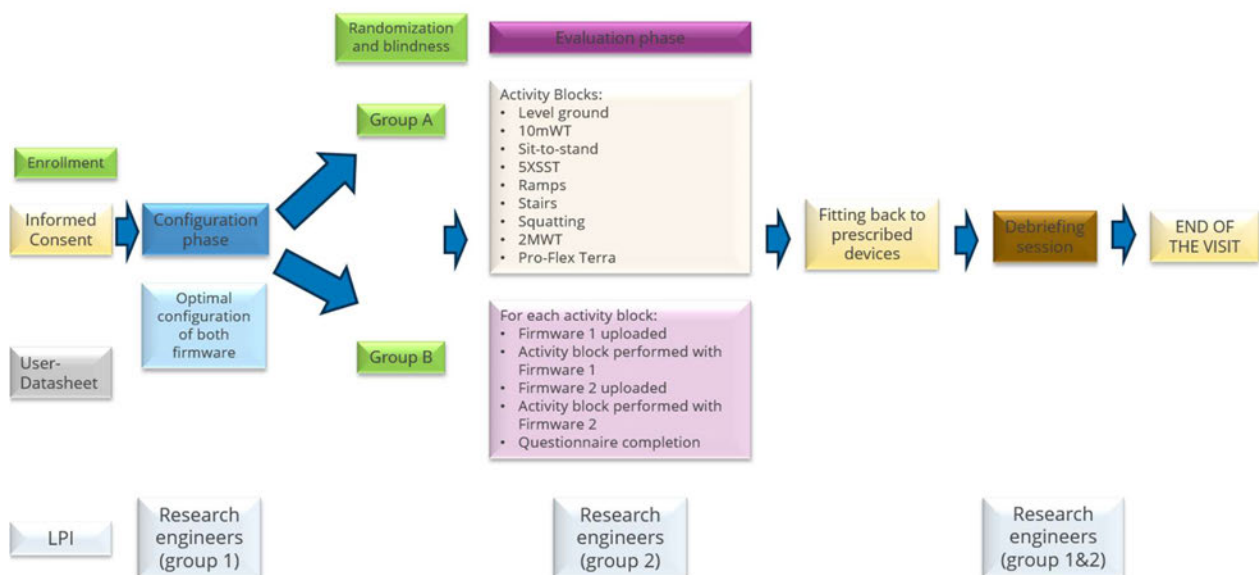 Randomization
and blindness
Evaluation phase
Group A
Activity Blocks:
• Level ground
• 10mWT
• Sit-to-stand
• 5XSST
• Ramps
• Stairs
• Squatting
• 2MWT
• Pro-Flex Terra
Enrollment
Informed
Consent
Configuration
phase
Fitting back to
prescribed
devices
Debriefing
session
END OF
THE VISIT
Optimal
configuration
of both
firmware
User-
Datasheet
Group B
For each activity block:
• Firmware 1 uploaded
• Activity block performed with
Firmware 1
• Firmware 2 uploaded
• Activity block performed with
Firmware 2
• Questionnaire completion
LPI
Research
engineers
(group 1)
Research
engineers
(group 2)
Research
engineers
(group 1&2)